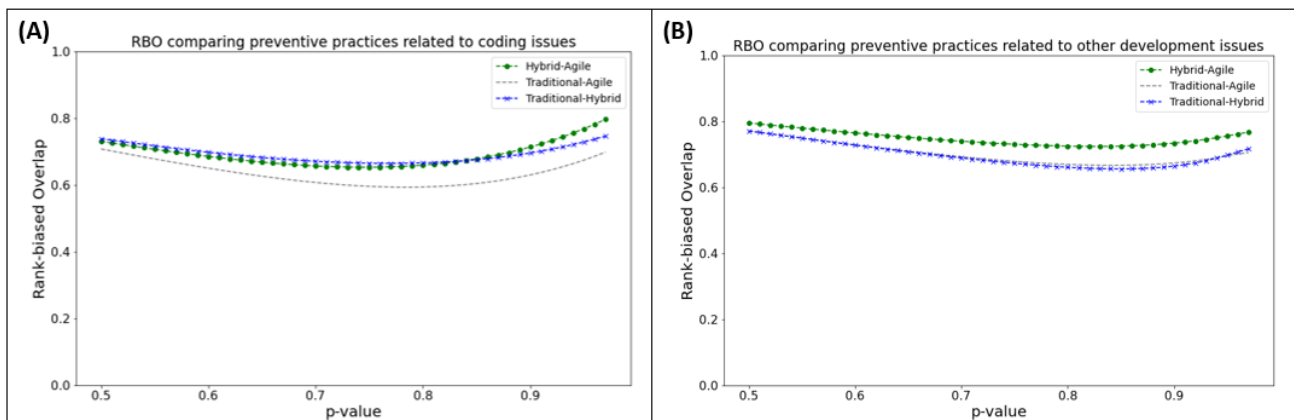 (A)
RBO comparing preventive practices related to coding issues
Hybrid-Agile
Traditional-Agile
Traditional-Hybrid
Rank-biased Overlap
1.0
0.8
0.6
0.4
0.2
0.0
0.5 0.6 0.7 0.8 0.9
p-value
(B)
RBO comparing preventive practices related to other development issues
Hybrid-Agile
Traditional-Agile
Traditional-Hybrid
Rank-biased Overlap
1.0
0.8
0.6
0.4
0.2
0.0
0.5 0.6 0.7 0.8 0.9
p-value